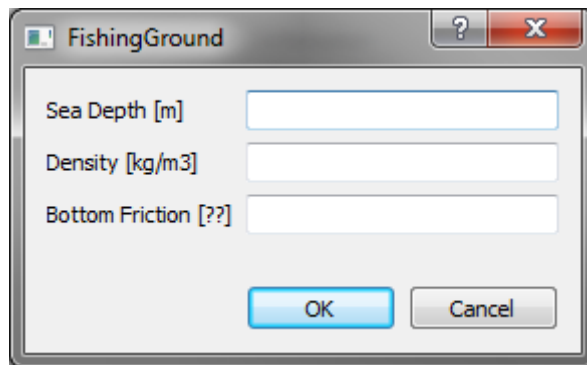 FishingGround
Sea Depth [m]
Density [kg/m3]
Bottom Friction [??]
OK Cancel